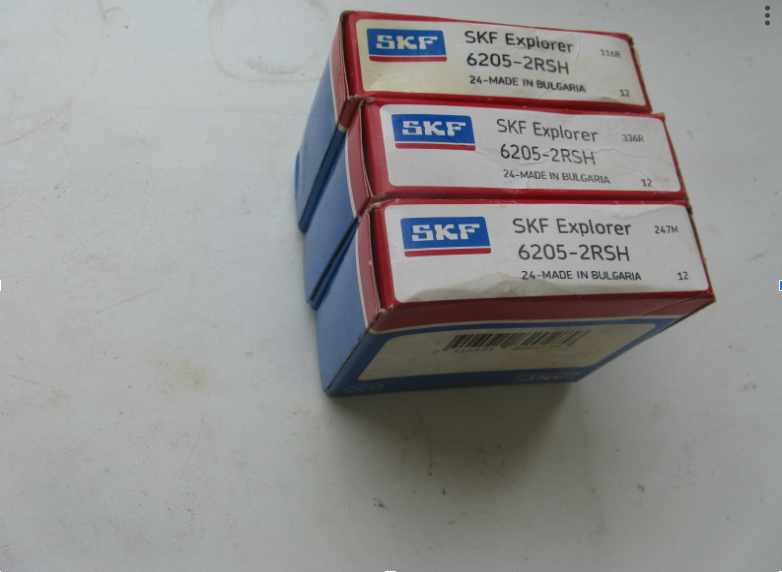 SKF
SKF Explorer
6205-2RSH
24-MADE IN BULGARIA
12
SKF
SKF Explorer
336R
6205-2RSH
24-MADE IN BULGARIA
12
SKF
SKF Explorer
247M
6205-2RSH
24-MADE IN BULGARIA
12